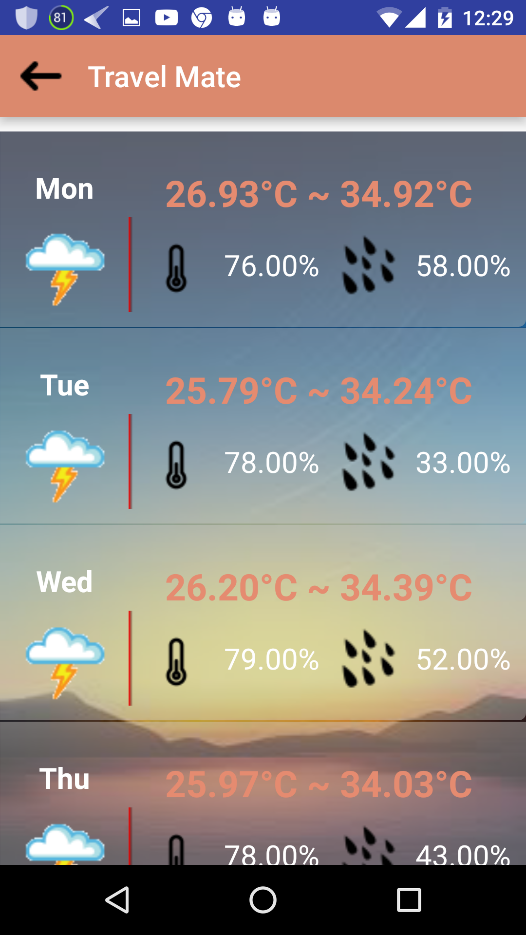 81 12:29
Travel Mate
Mon 26.93°C ~ 34.92°C
76.00% 58.00%
Tue 25.79°C ~ 34.24°C
78.00% 33.00%
Wed 26.20°C ~ 34.39°C
79.00% 52.00%
Thu 25.97°C ~ 34.03°C
78.00% 43.00%